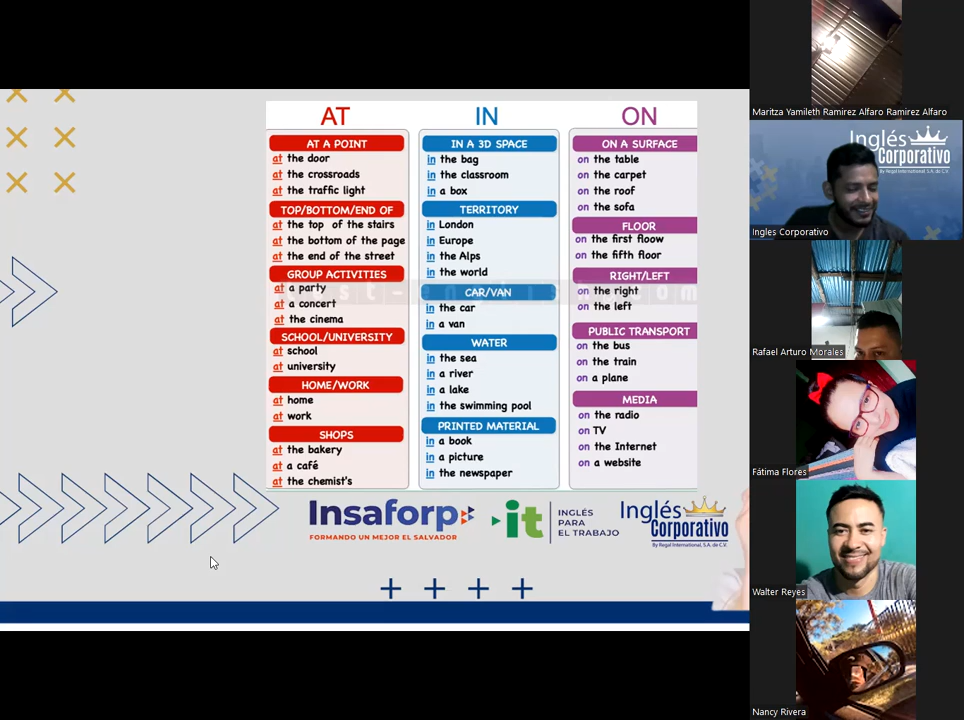 AT
AT A POINT
at the door
at the crossroads
at the traffic light
TOP/BOTTOM/END OF
at the top of the stairs
at the bottom of the page
at the end of the street
GROUP ACTIVITIES
at a party
at a concert
at the cinema
SCHOOL/UNIVERSITY
at school
at university
HOME/WORK
at home
at work
SHOPS
at the bakery
at a café
at the chemist's
IN
IN A 3D SPACE
in the bag
in the classroom
in a box
TERRITORY
in London
in Europe
in the Alps
in the world
CAR/VAN
in the car
in a van
WATER
in the sea
in a river
in a lake
in the swimming pool
PRINTED MATERIAL
in a book
in a picture
in the newspaper
ON
ON A SURFACE
on the table
on the carpet
on the roof
on the sofa
FLOOR
on the first floow
on the fifth floor
RIGHT/LEFT
on the right
on the left
PUBLIC TRANSPORT
on the bus
on the train
on a plane
MEDIA
on the radio
on TV
on the Internet
on a website
Insaforp
FORMANDO UN MEJOR EL SALVADOR
it
INGLÉS
PARA
EL TRABAJO
Inglés
Corporativo
By Regal International, S.A. de C.V.
Maritza Yamileth Ramirez Alfaro Ramirez Alfaro
Inglés
Corporativo
By Regal International, S.A. de C.V.
Ingles Corporativo
Rafael Arturo Morales
Fátima Flores
Walter Reyes
Nancy Rivera